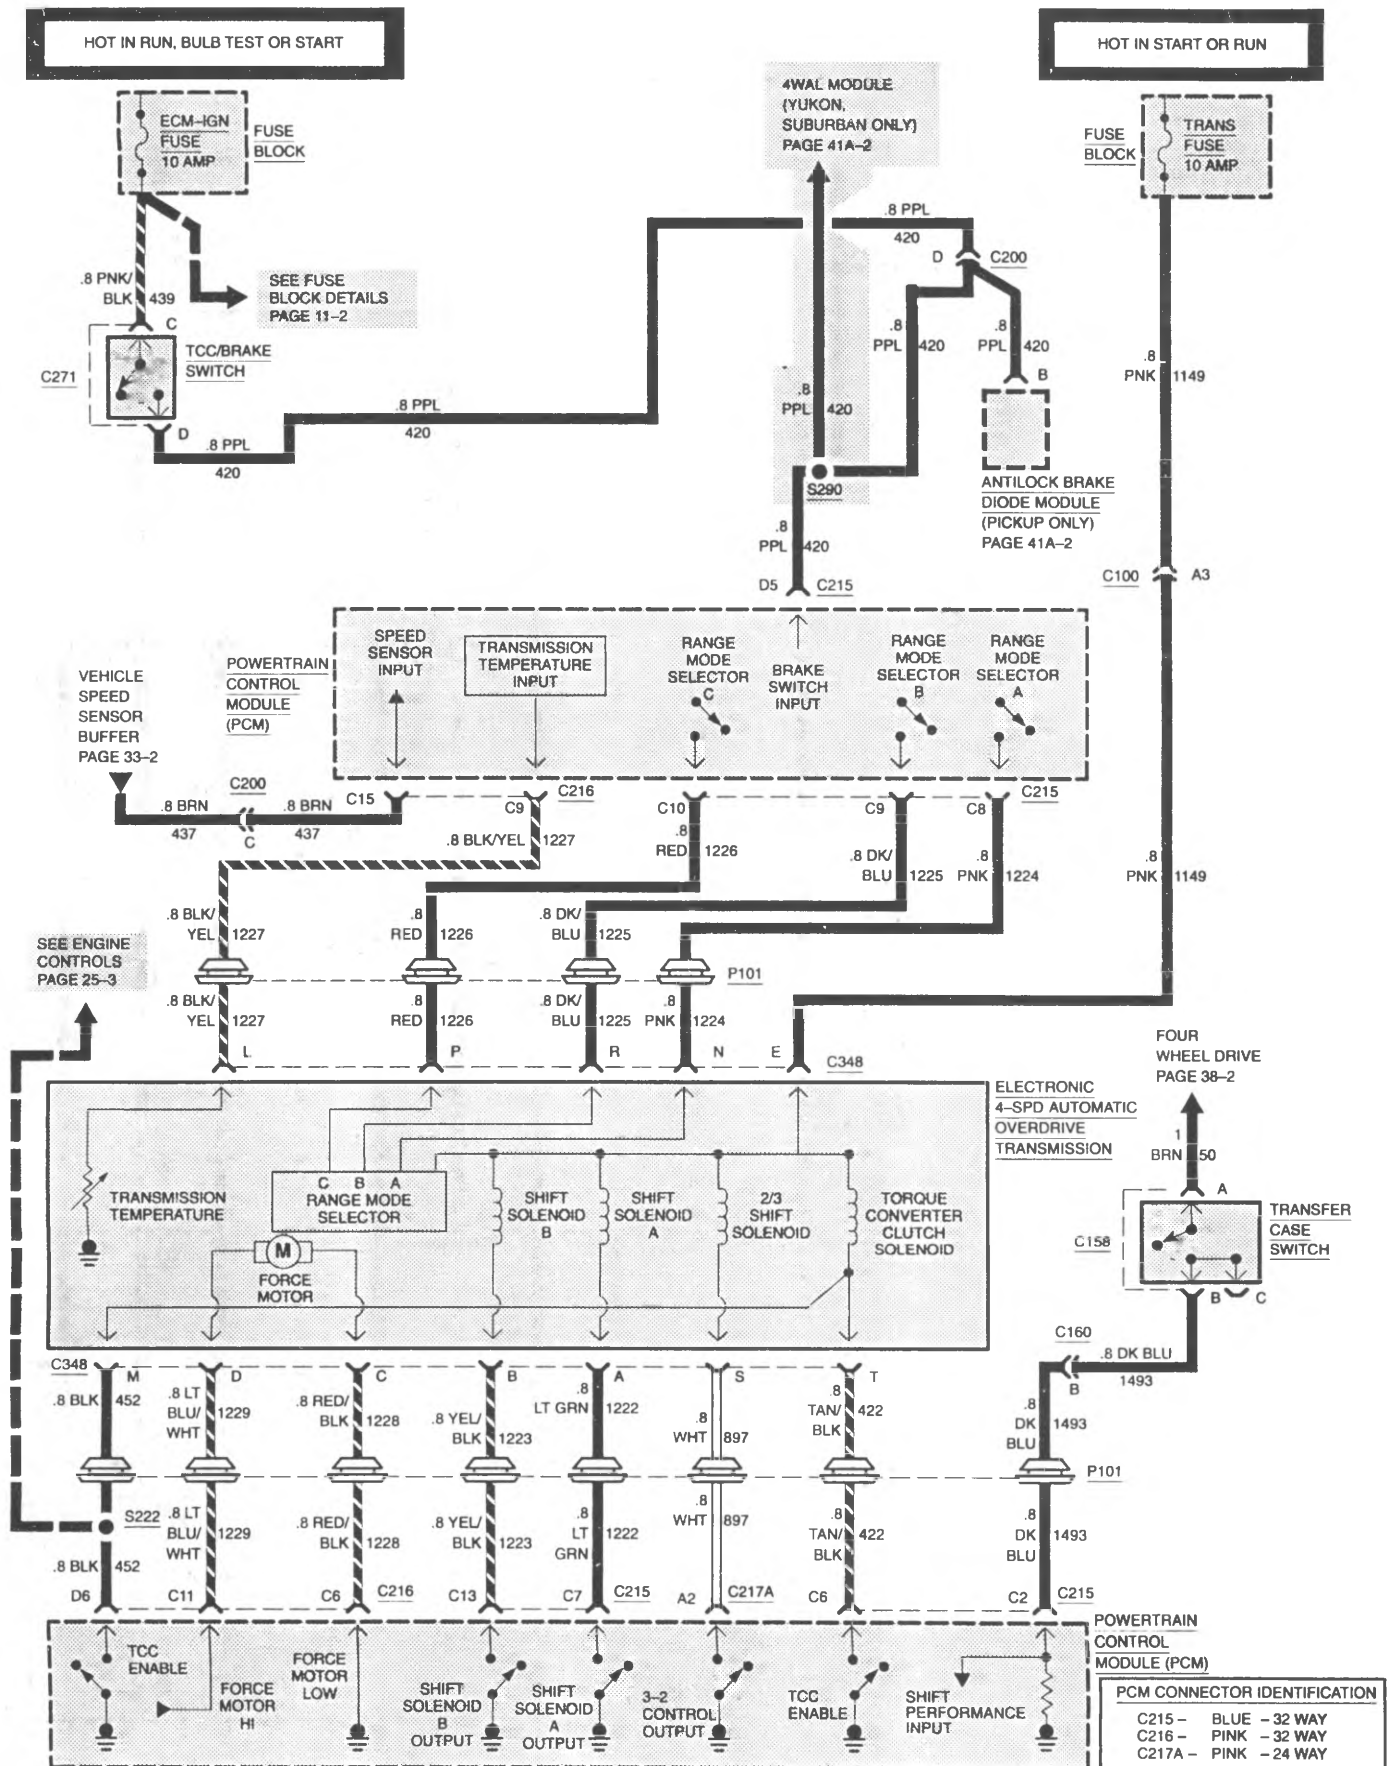 HOT IN RUN, BULB TEST OR START
HOT IN START OR RUN
ECM–IGN
FUSE
10 AMP
FUSE
BLOCK
4WAL MODULE
(YUKON,
SUBURBAN ONLY)
PAGE 41A–2
FUSE
BLOCK
TRANS
FUSE
10 AMP
.8 PPL
420
D
C200
.8 PNK/
BLK
439
SEE FUSE
BLOCK DETAILS
PAGE 11–2
C
TCC/BRAKE
SWITCH
C271
D
.8 PPL
420
.8 PPL
420
.8
PPL
420
.8
PPL
420
.8
PPL
420
B
.8
PNK
1149
S290
ANTILOCK BRAKE
DIODE MODULE
(PICKUP ONLY)
PAGE 41A–2
.8
PPL
420
D5
C215
C100
A3
VEHICLE
SPEED
SENSOR
BUFFER
PAGE 33–2
POWERTRAIN
CONTROL
MODULE
(PCM)
SPEED
SENSOR
INPUT
TRANSMISSION
TEMPERATURE
INPUT
RANGE
MODE
SELECTOR
C
BRAKE
SWITCH
INPUT
RANGE
MODE
SELECTOR
B
RANGE
MODE
SELECTOR
A
C200
.8 BRN
437
C
.8 BRN
437
C15
C9
C216
C10
C9
C8
C215
.8 BLK/YEL
1227
.8
RED
1226
.8 DK/
BLU
1225
.8
PNK
1224
.8
PNK
1149
.8 BLK/
YEL
1227
.8
RED
1226
.8 DK/
BLU
1225
SEE ENGINE
CONTROLS
PAGE 25–3
P101
.8 BLK/
YEL
1227
.8
RED
1226
.8 DK/
BLU
1225
.8
PNK
1224
L
P
R
N
E
C348
FOUR
WHEEL DRIVE
PAGE 38–2
ELECTRONIC
4–SPD AUTOMATIC
OVERDRIVE
TRANSMISSION
1
BRN
50
A
TRANSMISSION
TEMPERATURE
C B A
RANGE MODE
SELECTOR
M
FORCE
MOTOR
SHIFT
SOLENOID
B
SHIFT
SOLENOID
A
2/3
SHIFT
SOLENOID
TORQUE
CONVERTER
CLUTCH
SOLENOID
C158
TRANSFER
CASE
SWITCH
B
C
C160
.8 DK BLU
1493
B
C348
M
D
C
B
A
S
T
.8 BLK
452
.8 LT
BLU/
WHT
1229
.8 RED/
BLK
1228
.8 YEL/
BLK
1223
.8
LT GRN
1222
.8
WHT
897
.8
TAN/
BLK
422
.8
DK
BLU
1493
P101
S222
.8 BLK
452
.8 LT
BLU/
WHT
1229
.8 RED/
BLK
1228
.8 YEL/
BLK
1223
.8
LT
GRN
1222
.8
WHT
897
.8
TAN/
BLK
422
.8
DK
BLU
1493
D6
C11
C6
C216
C13
C7
C215
A2
C217A
C6
C2
C215
POWERTRAIN
CONTROL
MODULE (PCM)
TCC
ENABLE
FORCE
MOTOR
HI
FORCE
MOTOR
LOW
SHIFT
SOLENOID
B
OUTPUT
SHIFT
SOLENOID
A
OUTPUT
3–2
CONTROL
OUTPUT
TCC
ENABLE
SHIFT
PERFORMANCE
INPUT
PCM CONNECTOR IDENTIFICATION
C215 – BLUE – 32 WAY
C216 – PINK – 32 WAY
C217A – PINK – 24 WAY